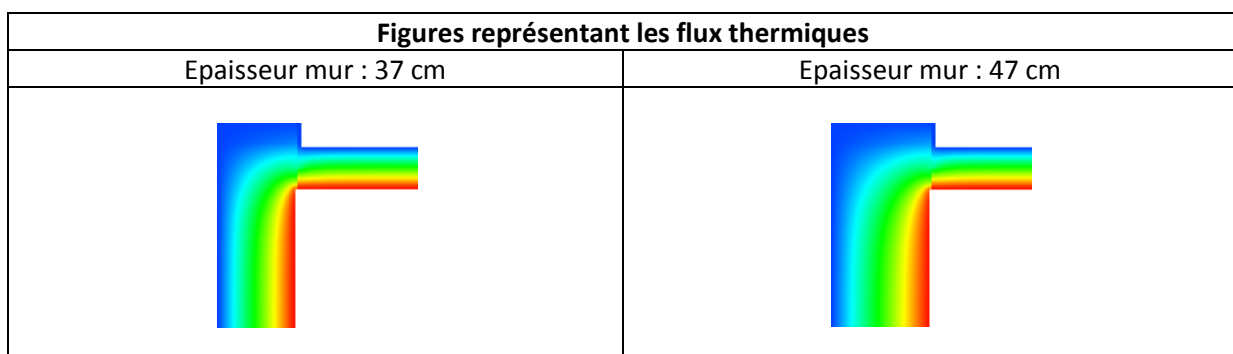 Figures représentant les flux thermiques
Epaisseur mur : 37 cm
Epaisseur mur : 47 cm